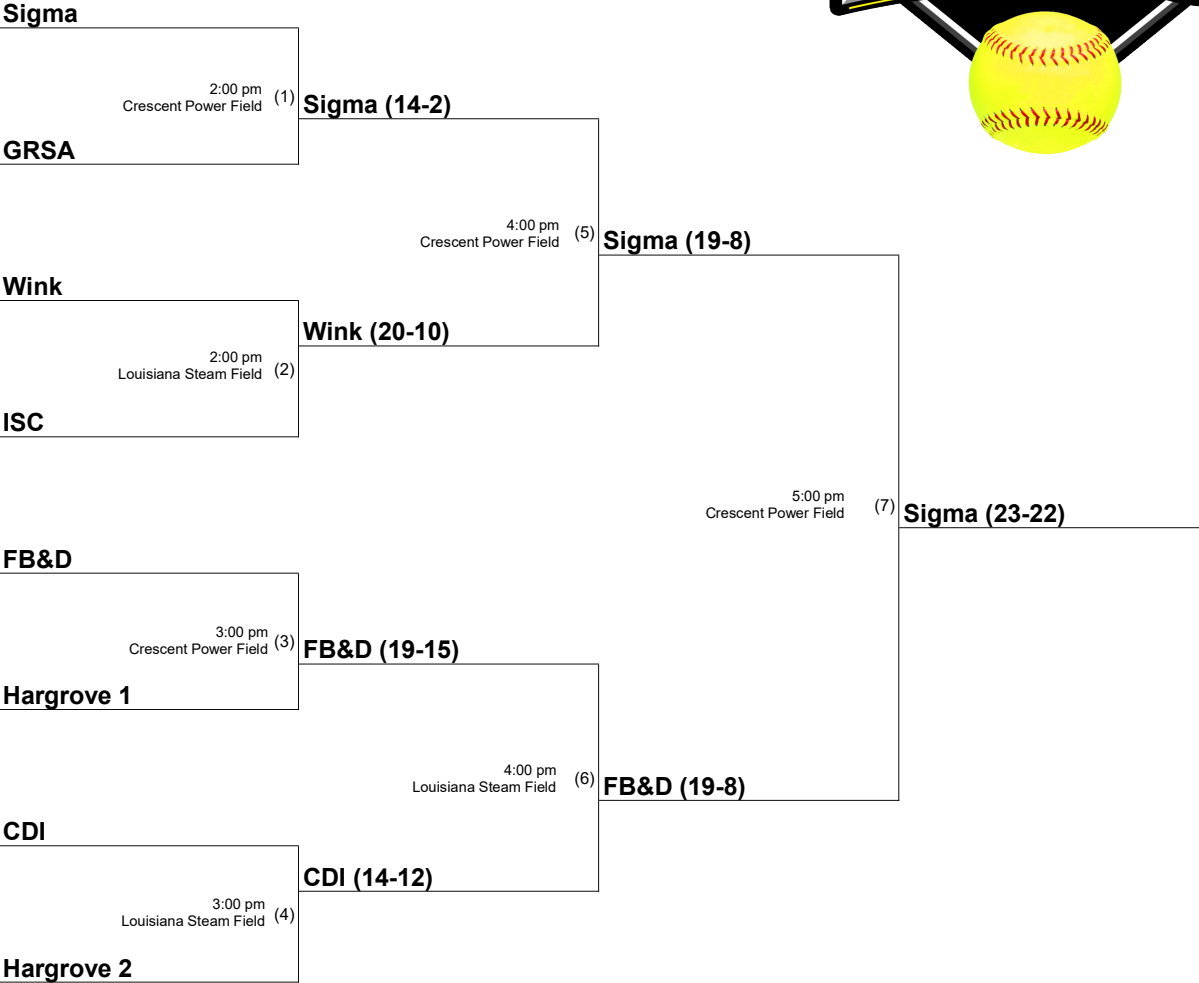 Sigma
2:00 pm
Crescent Power Field
(1)
Sigma (14-2)
GRSA
4:00 pm
Crescent Power Field
(5)
Sigma (19-8)
Wink
2:00 pm
Louisiana Steam Field
(2)
Wink (20-10)
ISC
5:00 pm
Crescent Power Field
(7)
Sigma (23-22)
FB&D
3:00 pm
Crescent Power Field
(3)
FB&D (19-15)
Hargrove 1
4:00 pm
Louisiana Steam Field
(6)
FB&D (19-8)
CDI
3:00 pm
Louisiana Steam Field
(4)
CDI (14-12)
Hargrove 2